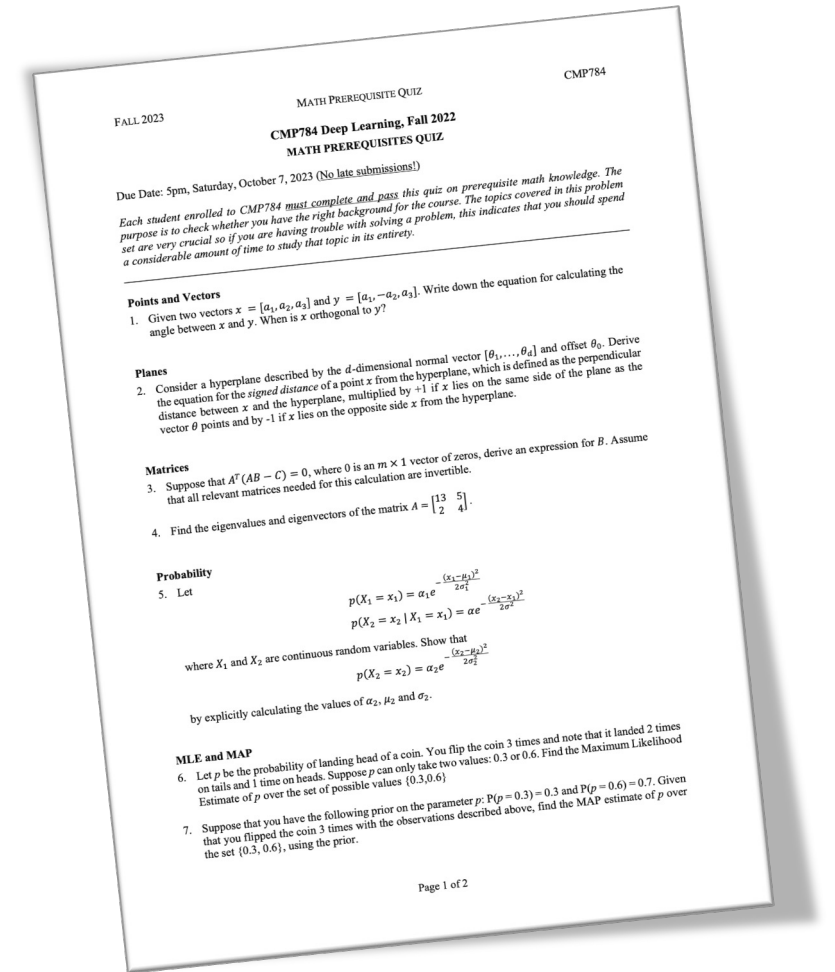 FALL 2023
MATH PREREQUISITE QUIZ
CMP784
CMP784 Deep Learning, Fall 2022
MATH PREREQUISITES QUIZ
Due Date: 5pm, Saturday, October 7, 2023 (No late submissions!)
Each student enrolled to CMP784 must complete and pass this quiz on prerequisite math knowledge. The
purpose is to check whether you have the right background for the course. The topics covered in this problem
set are very crucial so if you are having trouble with solving a problem, this indicates that you should spend
a considerable amount of time to study that topic in its entirety.
Points and Vectors
1. Given two vectors x = [a₁, a₂, a₃] and y = [a₁, −a₂, a₃]. Write down the equation for calculating the
angle between x and y. When is x orthogonal to y?
Planes
2. Consider a hyperplane described by the d-dimensional normal vector [θ₁, … , θ_d] and offset θ₀. Derive
the equation for the signed distance of a point x from the hyperplane, which is defined as the perpendicular
distance between x and the hyperplane, multiplied by +1 if x lies on the same side of the plane as the
vector θ points and by -1 if x lies on the opposite side x from the hyperplane.
Matrices
3. Suppose that Aᵀ(AB − C) = 0, where 0 is an m × 1 vector of zeros, derive an expression for B. Assume
that all relevant matrices needed for this calculation are invertible.
4. Find the eigenvalues and eigenvectors of the matrix A = [13 5; 2 4].
Probability
5. Let
p(X₁ = x₁) = α₁e^(−(x₁−μ₁)²/2σ₁²)
p(X₂ = x₂ | X₁ = x₁) = αe^(−(x₂−x₁)²/2σ²)
where X₁ and X₂ are continuous random variables. Show that
p(X₂ = x₂) = α₂e^(−(x₂−μ₂)²/2σ₂²)
by explicitly calculating the values of α₂, μ₂ and σ₂.
MLE and MAP
6. Let p be the probability of landing head of a coin. You flip the coin 3 times and note that it landed 2 times
on tails and 1 time on heads. Suppose p can only take two values: 0.3 or 0.6. Find the Maximum Likelihood
Estimate of p over the set of possible values {0.3,0.6}
7. Suppose that you have the following prior on the parameter p: P(p = 0.3) = 0.3 and P(p = 0.6) = 0.7. Given
that you flipped the coin 3 times with the observations described above, find the MAP estimate of p over
the set {0.3, 0.6}, using the prior.
Page 1 of 2